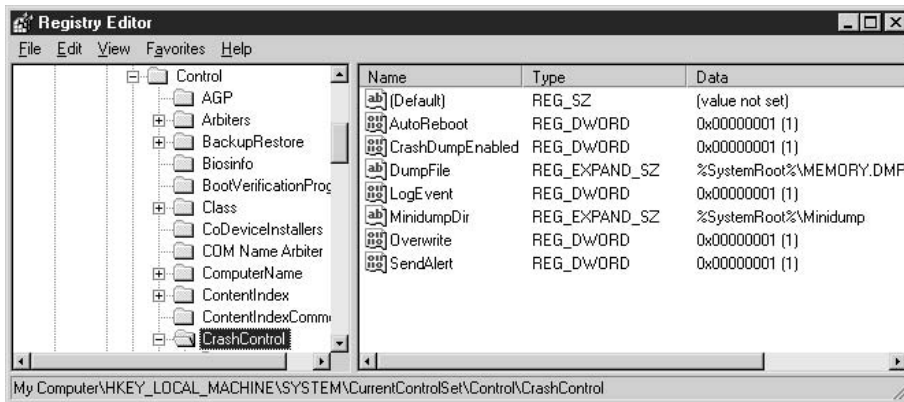 Registry Editor
File Edit View Favorites Help
Control
AGP
Arbiters
BackupRestore
Biosinfo
BootVerificationProg
Class
CoDeviceInstallers
COM Name Arbiter
ComputerName
ContentIndex
ContentIndexComm
CrashControl
Name Type Data
(Default) REG_SZ (value not set)
AutoReboot REG_DWORD 0x00000001 (1)
CrashDumpEnabled REG_DWORD 0x00000001 (1)
DumpFile REG_EXPAND_SZ %SystemRoot%\MEMORY.DMP
LogEvent REG_DWORD 0x00000001 (1)
MinidumpDir REG_EXPAND_SZ %SystemRoot%\Minidump
Overwrite REG_DWORD 0x00000001 (1)
SendAlert REG_DWORD 0x00000001 (1)
My Computer\HKEY_LOCAL_MACHINE\SYSTEM\CurrentControlSet\Control\CrashControl